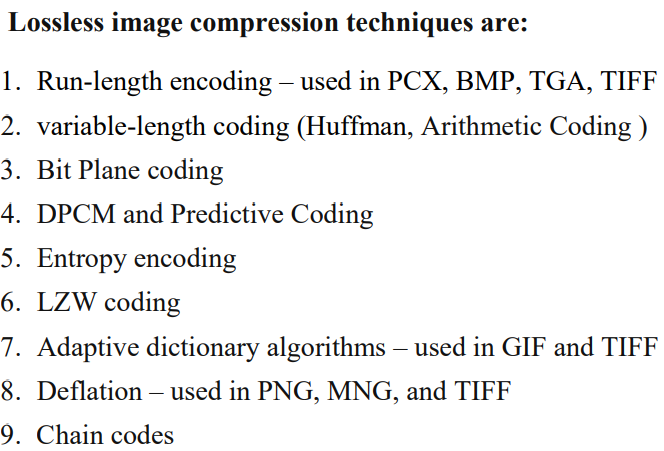 Lossless image compression techniques are:
1. Run-length encoding – used in PCX, BMP, TGA, TIFF
2. variable-length coding (Huffman, Arithmetic Coding )
3. Bit Plane coding
4. DPCM and Predictive Coding
5. Entropy encoding
6. LZW coding
7. Adaptive dictionary algorithms – used in GIF and TIFF
8. Deflation – used in PNG, MNG, and TIFF
9. Chain codes